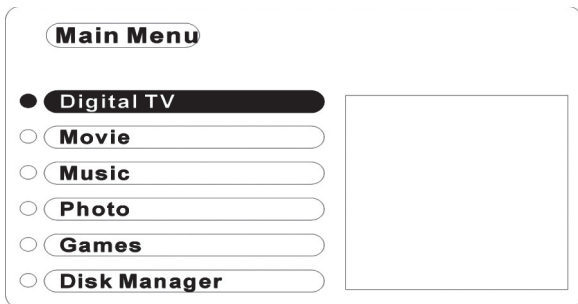 Main Menu
Digital TV
Movie
Music
Photo
Games
Disk Manager